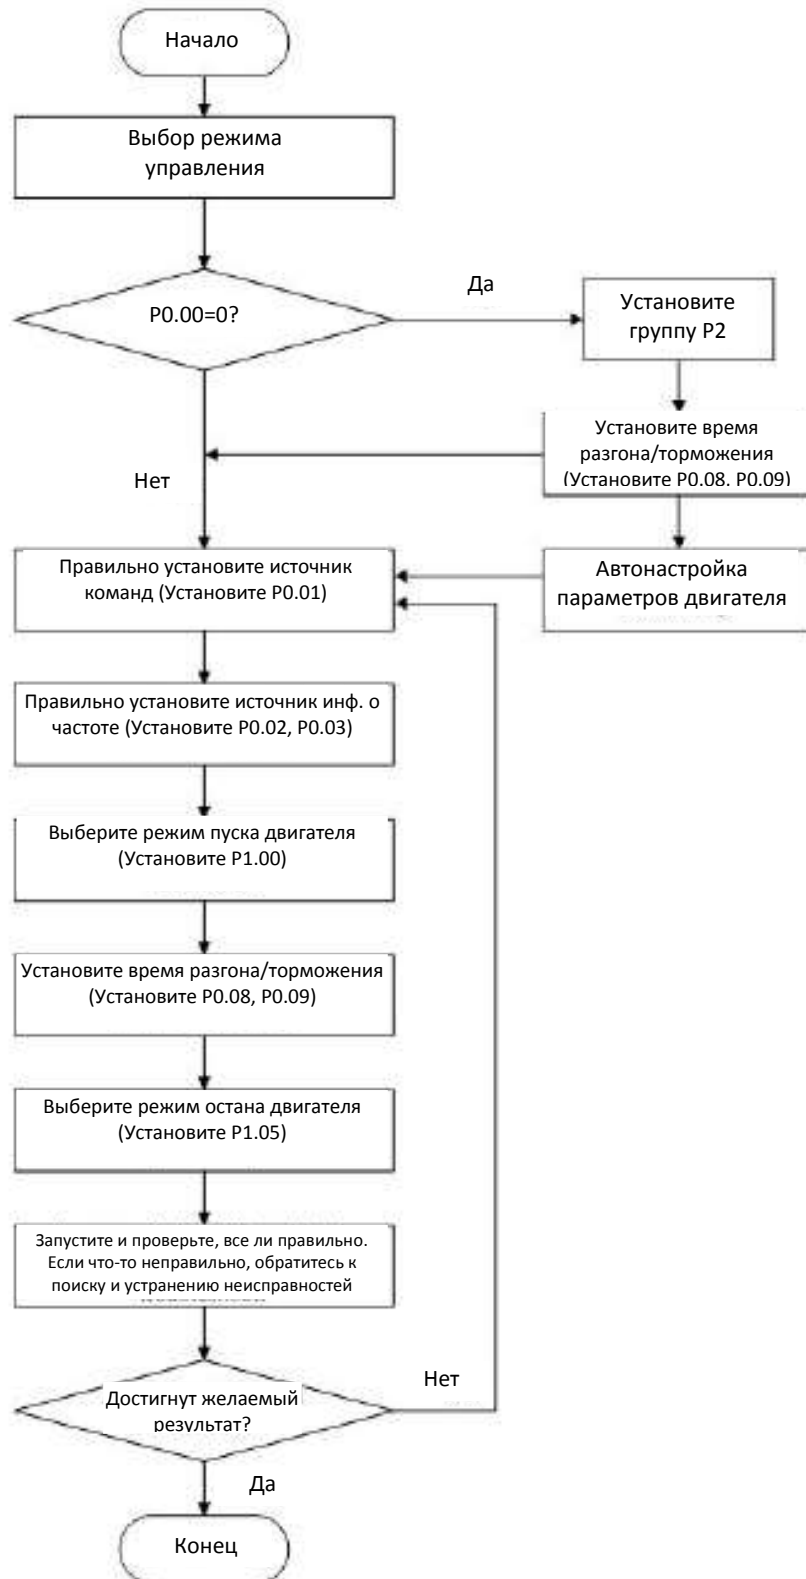 Начало
Выбор режима
управления
P0.00=0?
Да
Установите
группу P2
Установите время
разгона/торможения
(Установите P0.08. P0.09)
Нет
Правильно установите источник
команд (Установите P0.01)
Автонастройка
параметров двигателя
Правильно установите источник инф. о
частоте (Установите P0.02, P0.03)
Выберите режим пуска двигателя
(Установите P1.00)
Установите время разгона/торможения
(Установите P0.08, P0.09)
Выберите режим остана двигателя
(Установите P1.05)
Запустите и проверьте, все ли правильно.
Если что-то неправильно, обратитесь к
поиску и устранению неисправностей
Достигнут желаемый
результат?
Нет
Да
Конец